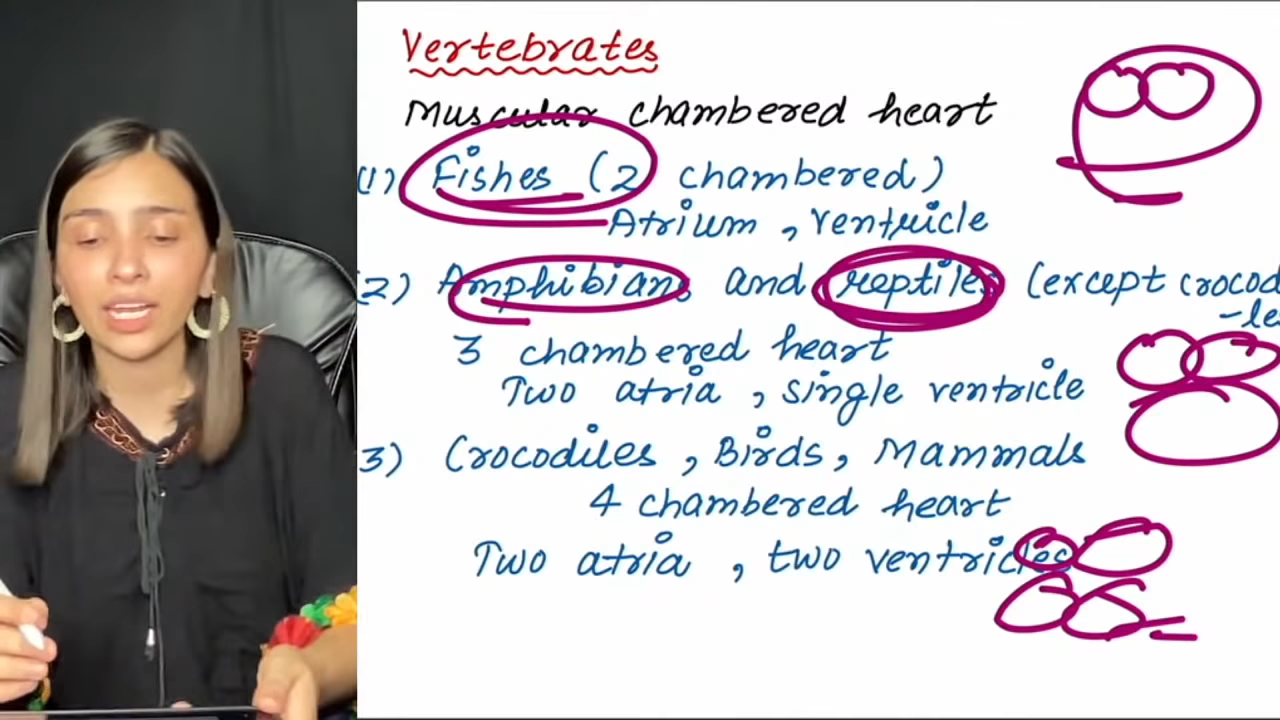 Vertebrates
Muscular chambered heart
(1) Fishes (2 chambered)
Atrium, Ventricle
(2) Amphibians and reptiles (except crocod
-les
3 chambered heart
Two atria, single ventricle
3) Crocodiles, Birds, Mammals
4 chambered heart
Two atria, two ventricles